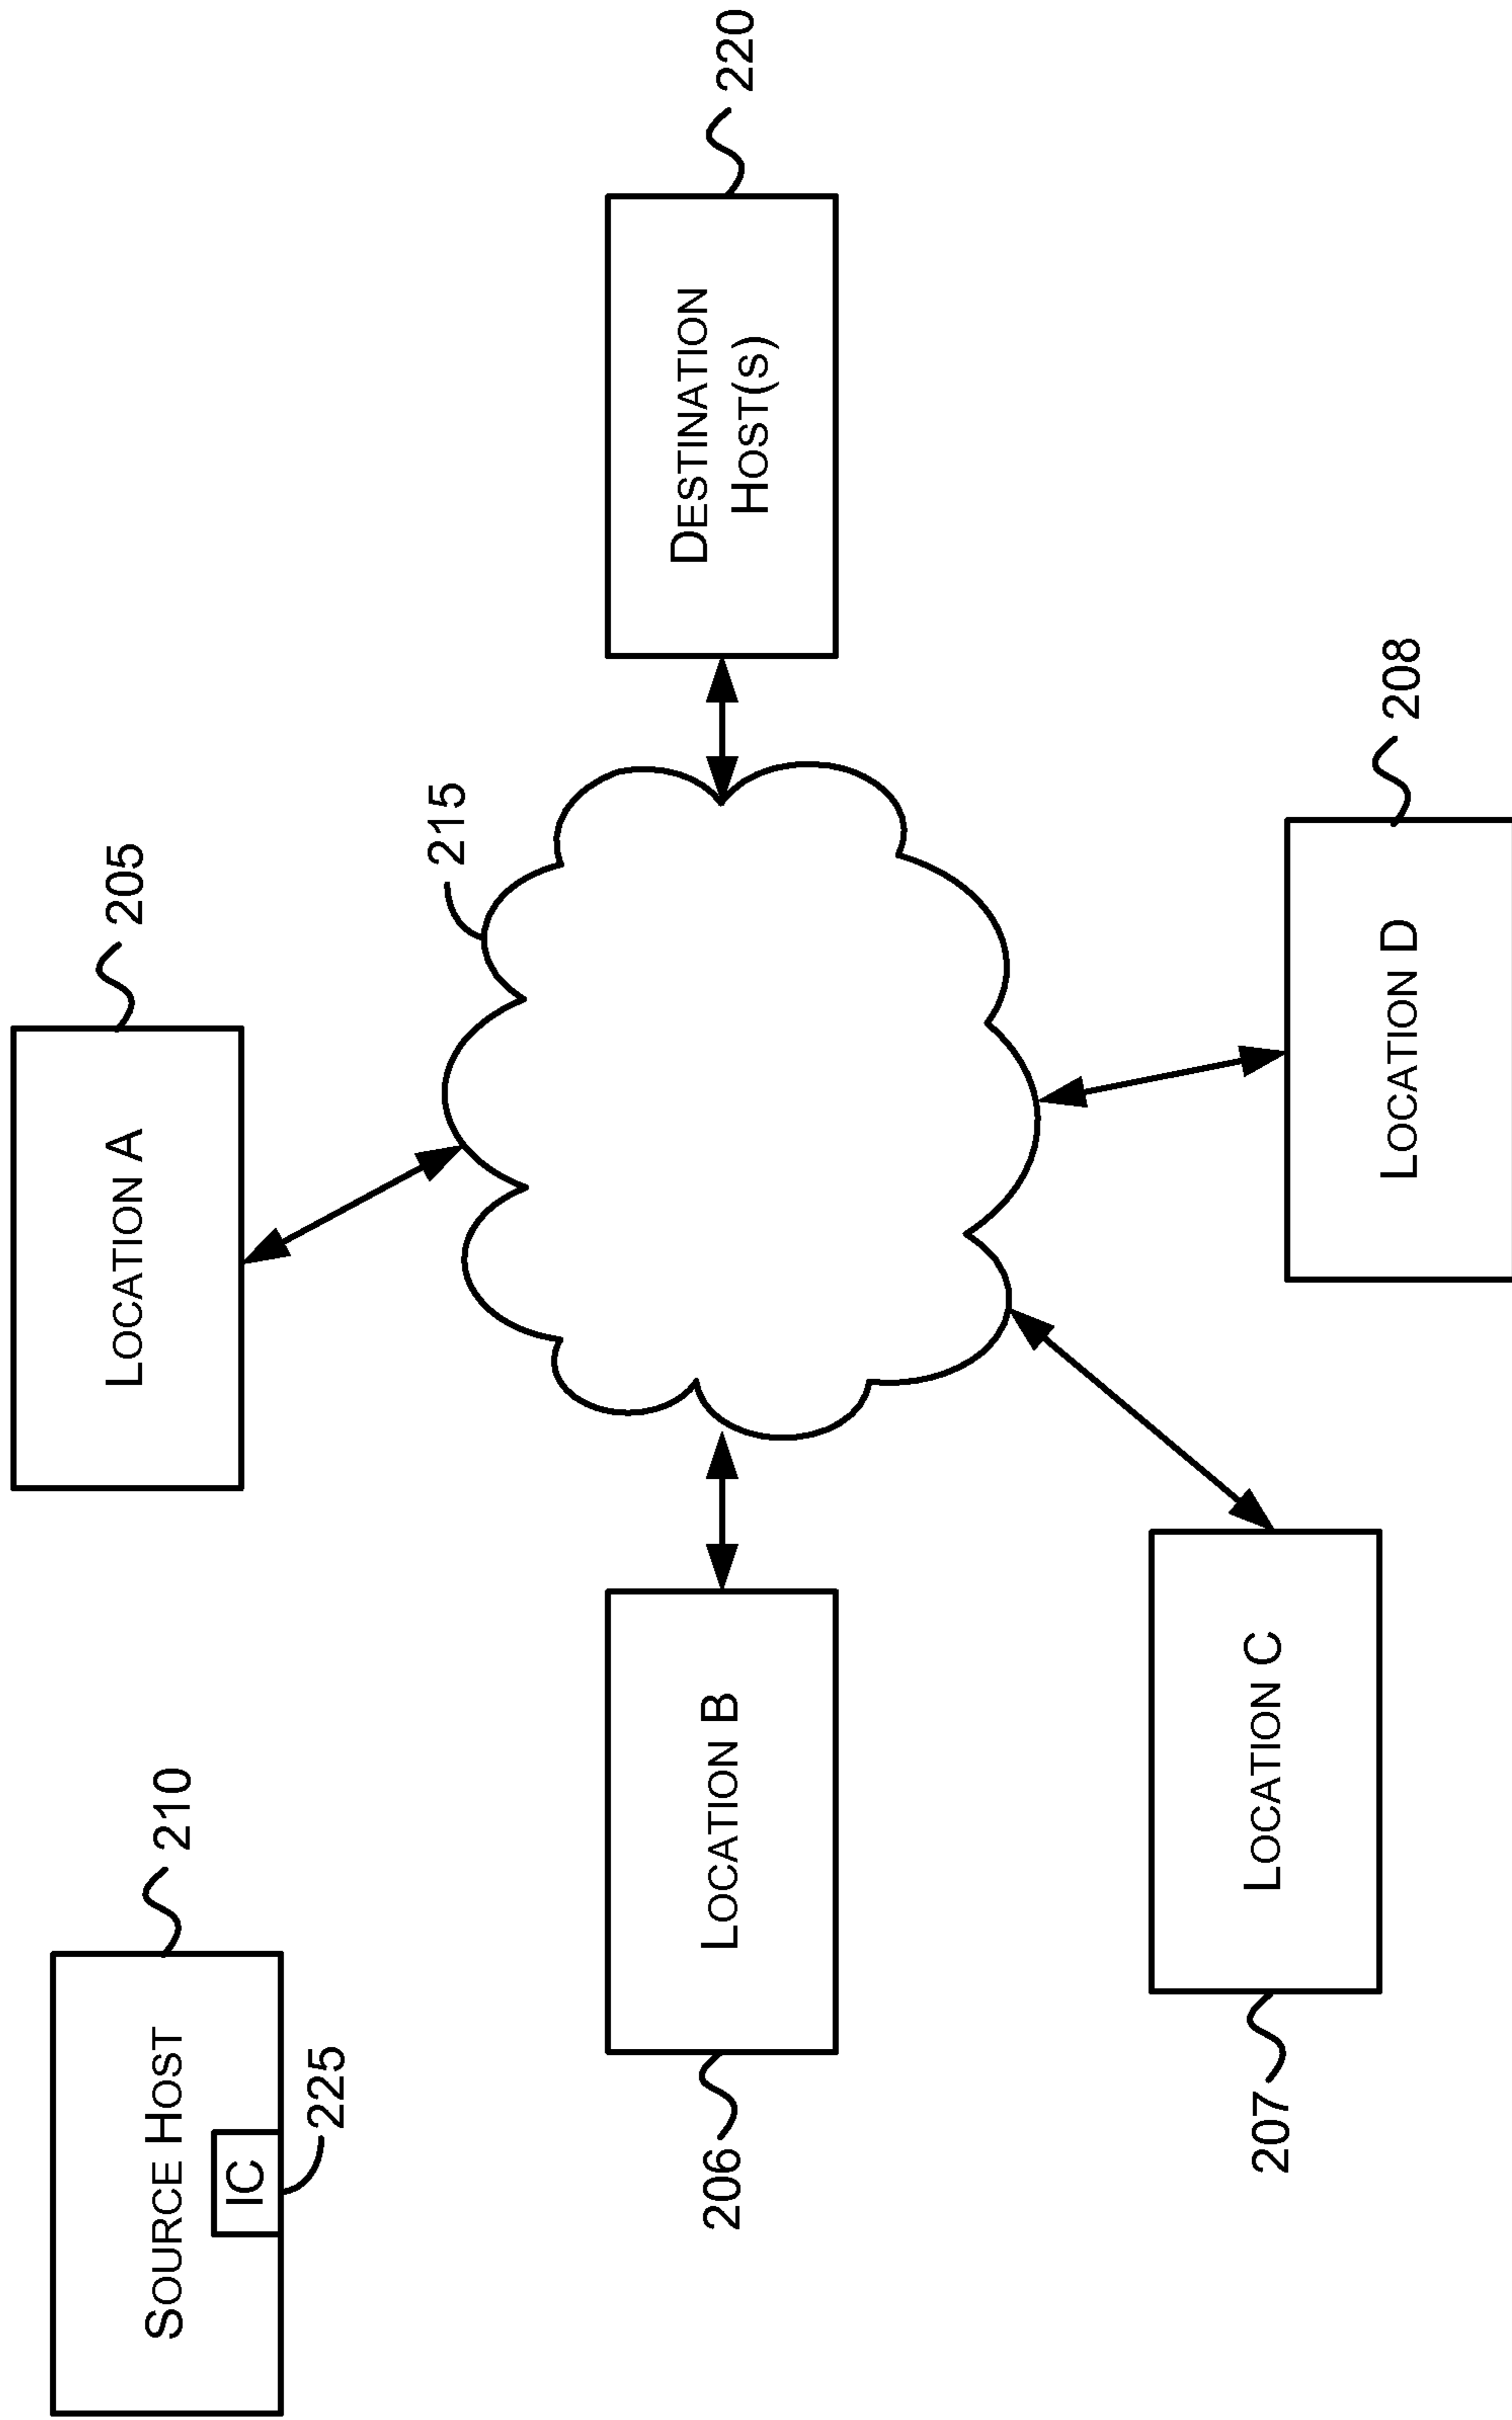 SOURCE HOST
IC
210
225
LOCATION A
205
215
LOCATION B
206
DESTINATION
HOST(S)
220
LOCATION C
207
LOCATION D
208